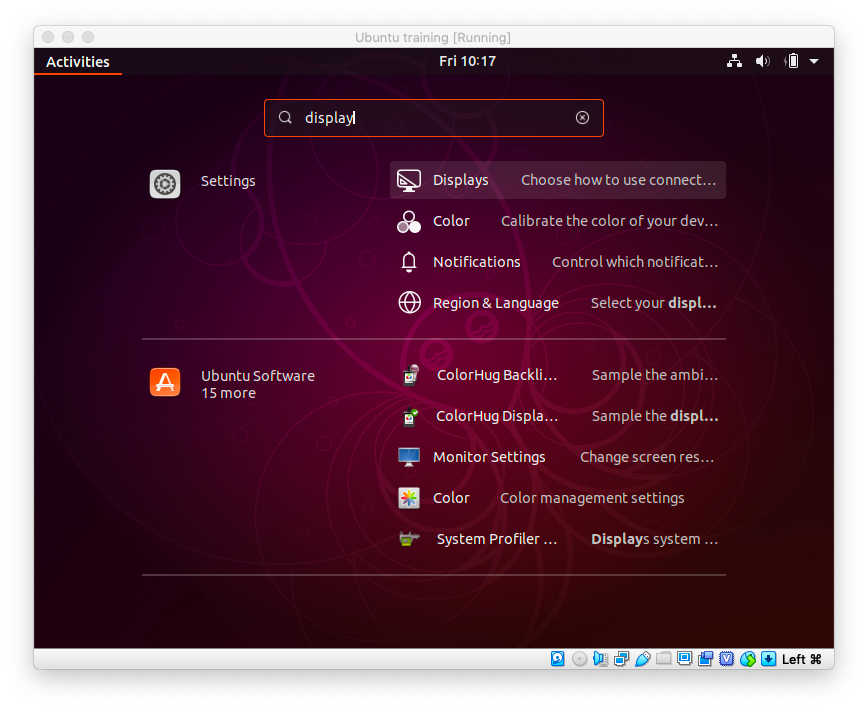 Ubuntu training [Running]
Activities
Fri 10:17
display
Settings
Displays Choose how to use connect…
Color Calibrate the color of your dev…
Notifications Control which notificat…
Region & Language Select your displ…
Ubuntu Software
15 more
ColorHug Backli… Sample the ambi…
ColorHug Displa… Sample the displ…
Monitor Settings Change screen res…
Color Color management settings
System Profiler … Displays system …
Left ⌘